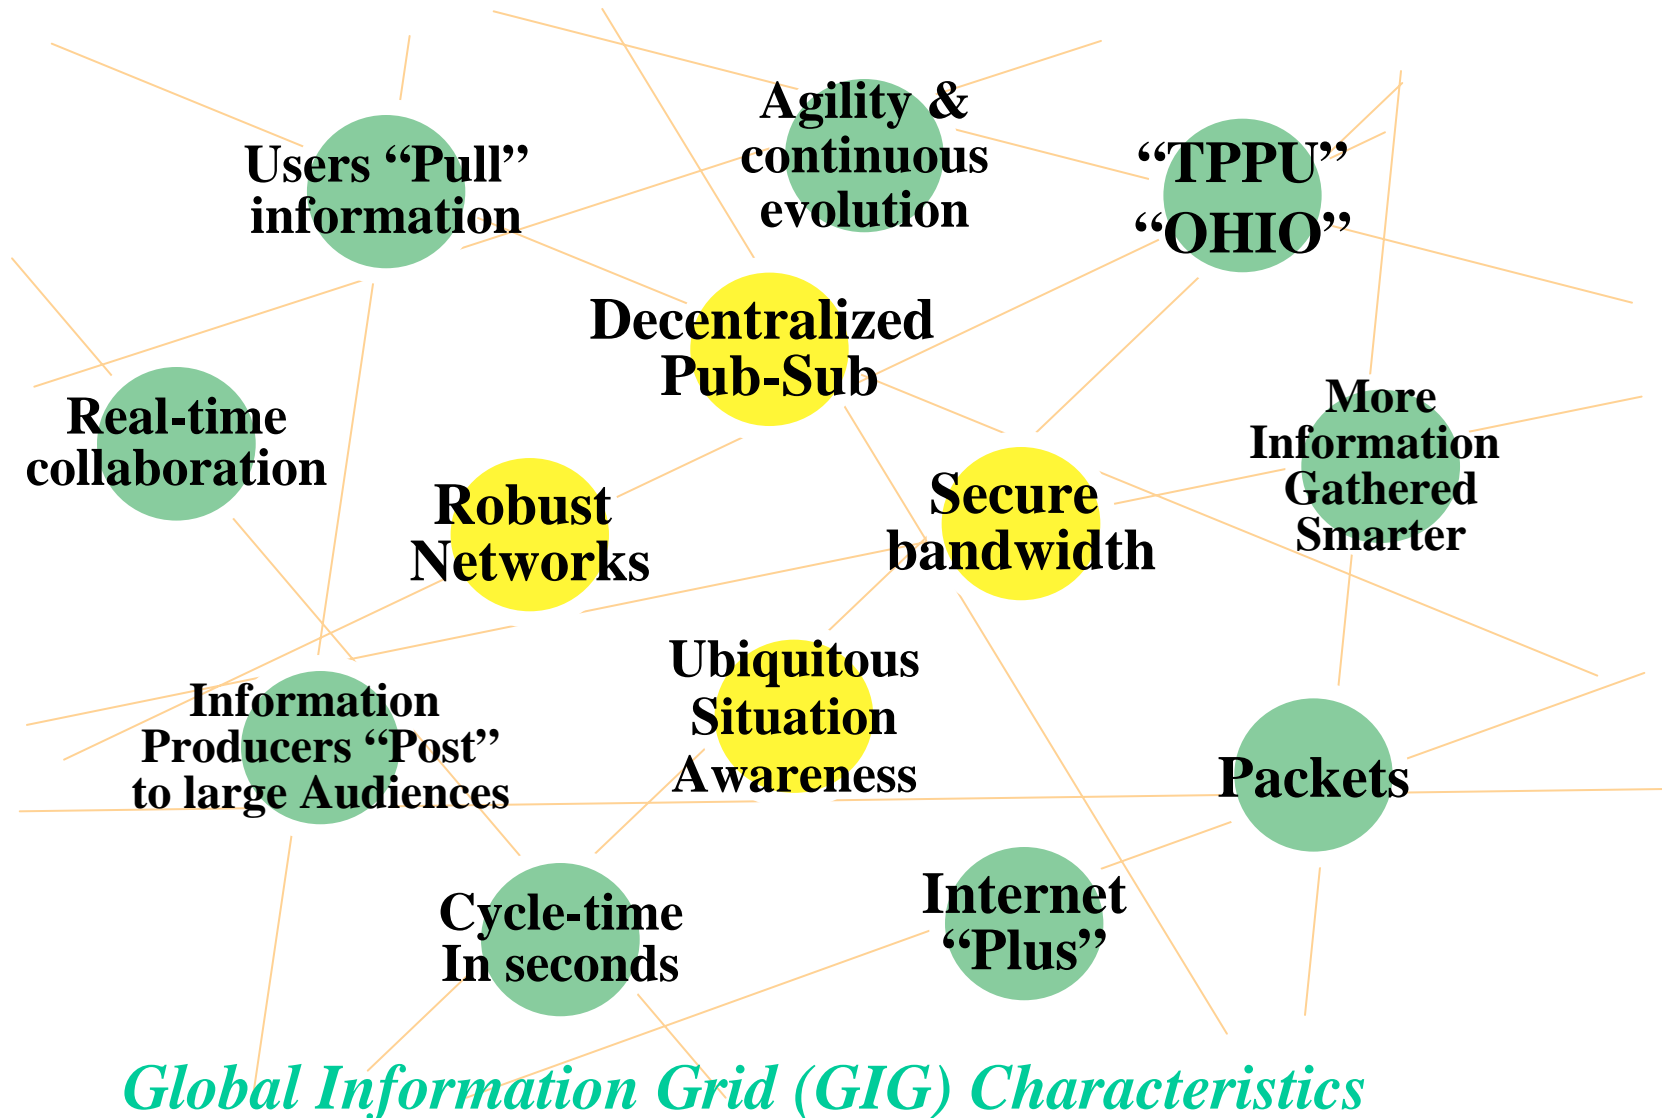 Agility &
continuous
evolution
Users “Pull”
information
“TPPU”
“OHIO”
Decentralized
Pub-Sub
Real-time
collaboration
More
Information
Gathered
Smarter
Robust
Networks
Secure
bandwidth
Ubiquitous
Situation
Awareness
Information
Producers “Post”
to large Audiences
Packets
Cycle-time
In seconds
Internet
“Plus”
Global Information Grid (GIG) Characteristics